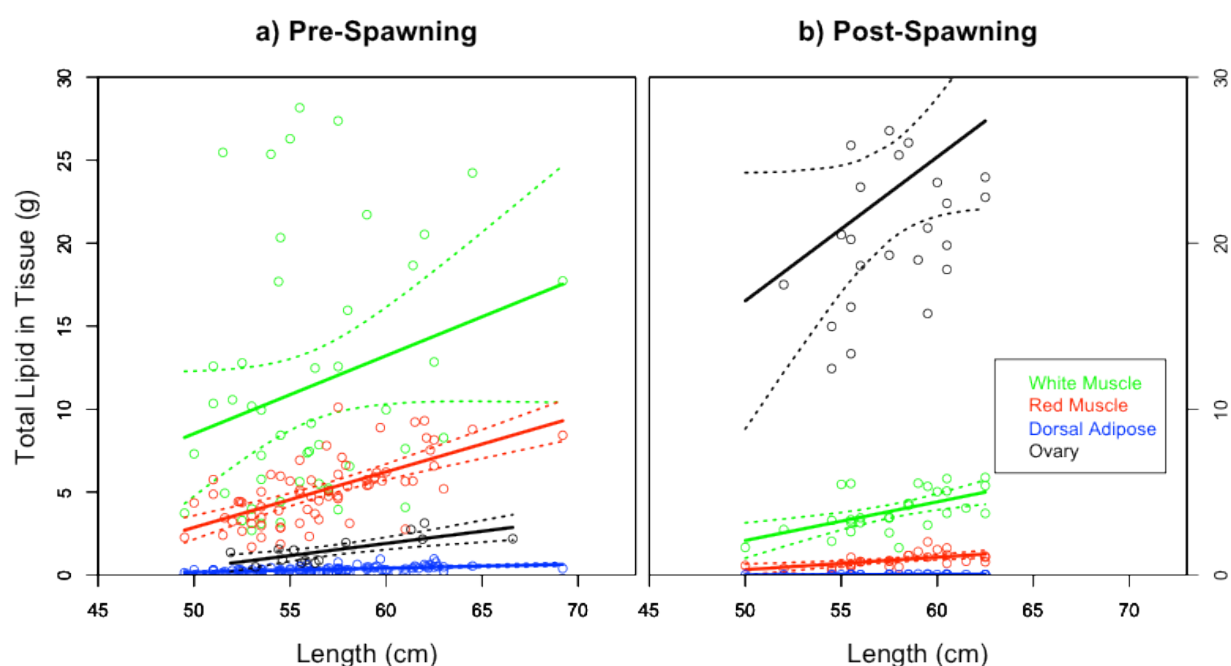 a) Pre-Spawning
b) Post-Spawning
Total Lipid in Tissue (g)
30
25
20
15
10
5
0
45 50 55 60 65 70
Length (cm)
White Muscle
Red Muscle
Dorsal Adipose
Ovary
30
20
10
0
45 50 55 60 65 70
Length (cm)